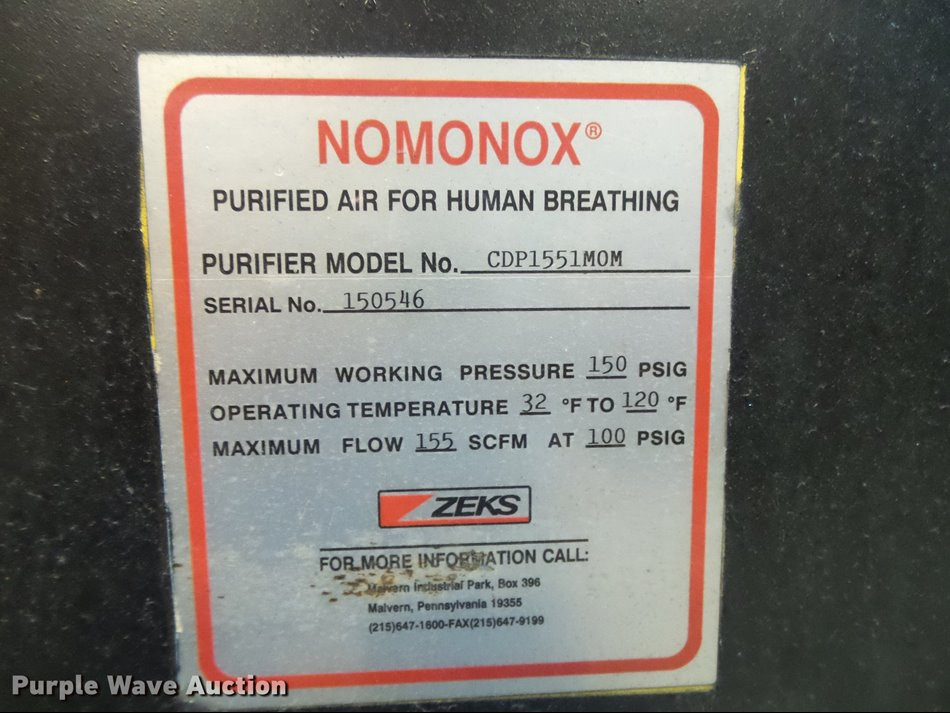 NOMONOX®
PURIFIED AIR FOR HUMAN BREATHING
PURIFIER MODEL No. CDP1551MOM
SERIAL No. 150546
MAXIMUM WORKING PRESSURE 150 PSIG
OPERATING TEMPERATURE 32 °F TO 120 °F
MAXIMUM FLOW 155 SCFM AT 100 PSIG
ZEKS
FOR MORE INFORMATION CALL:
Malvern Industrial Park, Box 396
Malvern, Pennsylvania 19355
(215)647-1600-FAX(215)647-9199
Purple Wave Auction